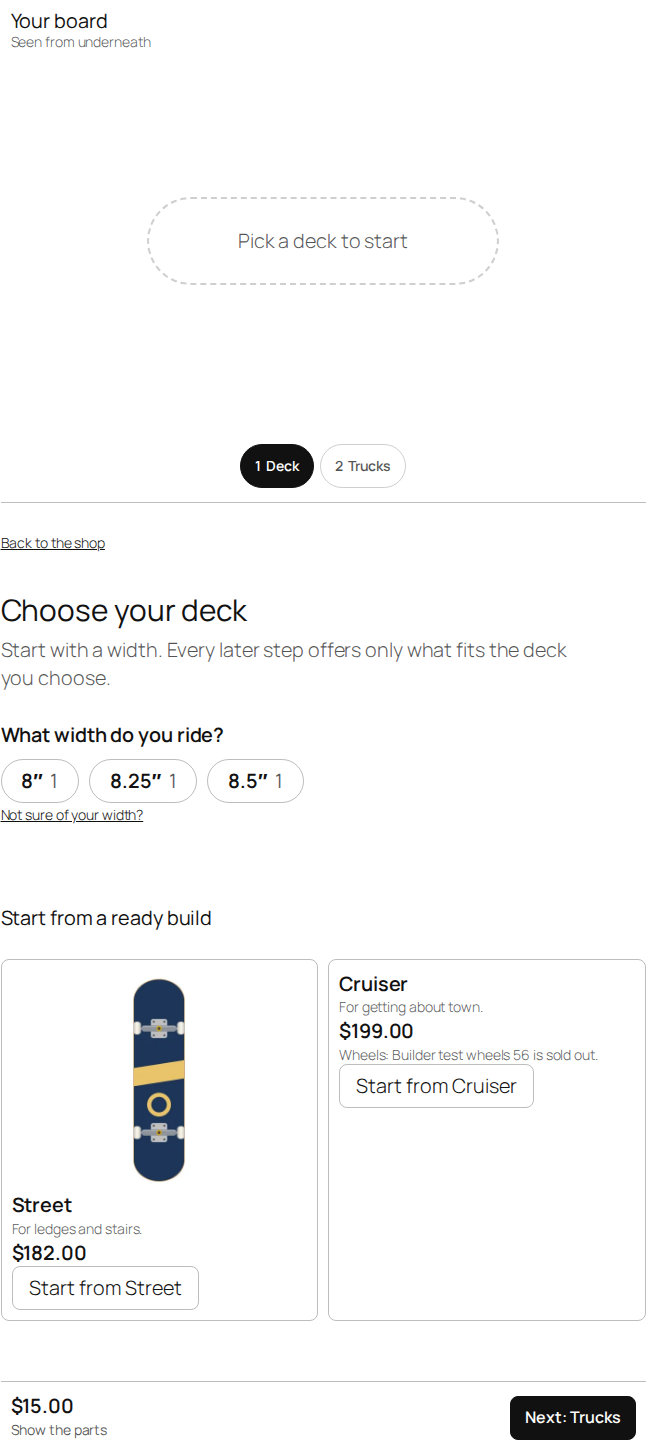 Your board
Seen from underneath
Pick a deck to start
1 Deck
2 Trucks
Back to the shop
Choose your deck
Start with a width. Every later step offers only what fits the deck
you choose.
What width do you ride?
8″ 1
8.25″ 1
8.5″ 1
Not sure of your width?
Start from a ready build
Street
For ledges and stairs.
$182.00
Start from Street
Cruiser
For getting about town.
$199.00
Wheels: Builder test wheels 56 is sold out.
Start from Cruiser
$15.00
Show the parts
Next: Trucks